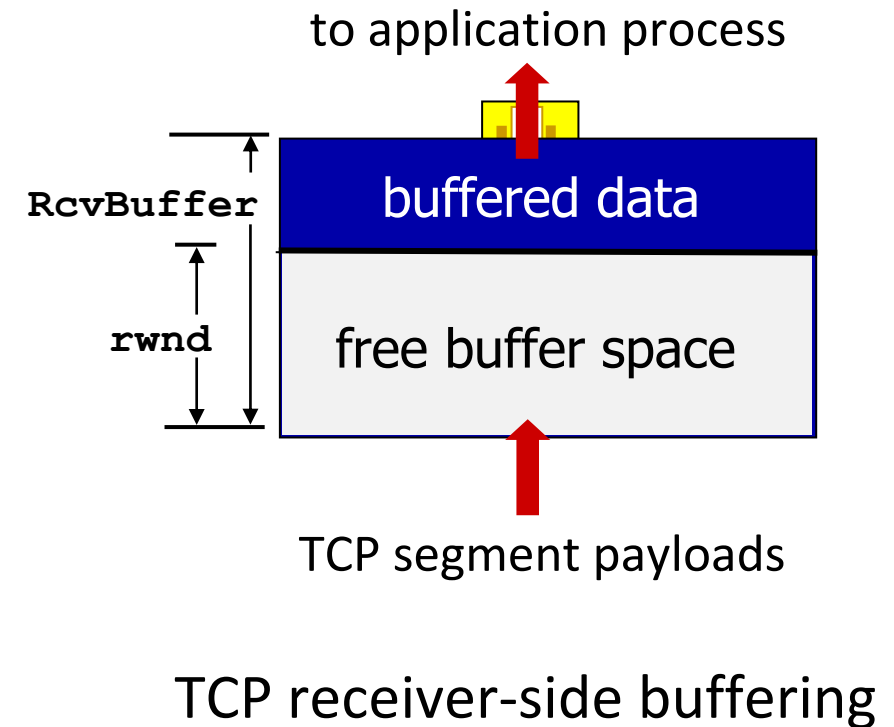 to application process
RcvBuffer
buffered data
rwnd
free buffer space
TCP segment payloads
TCP receiver-side buffering